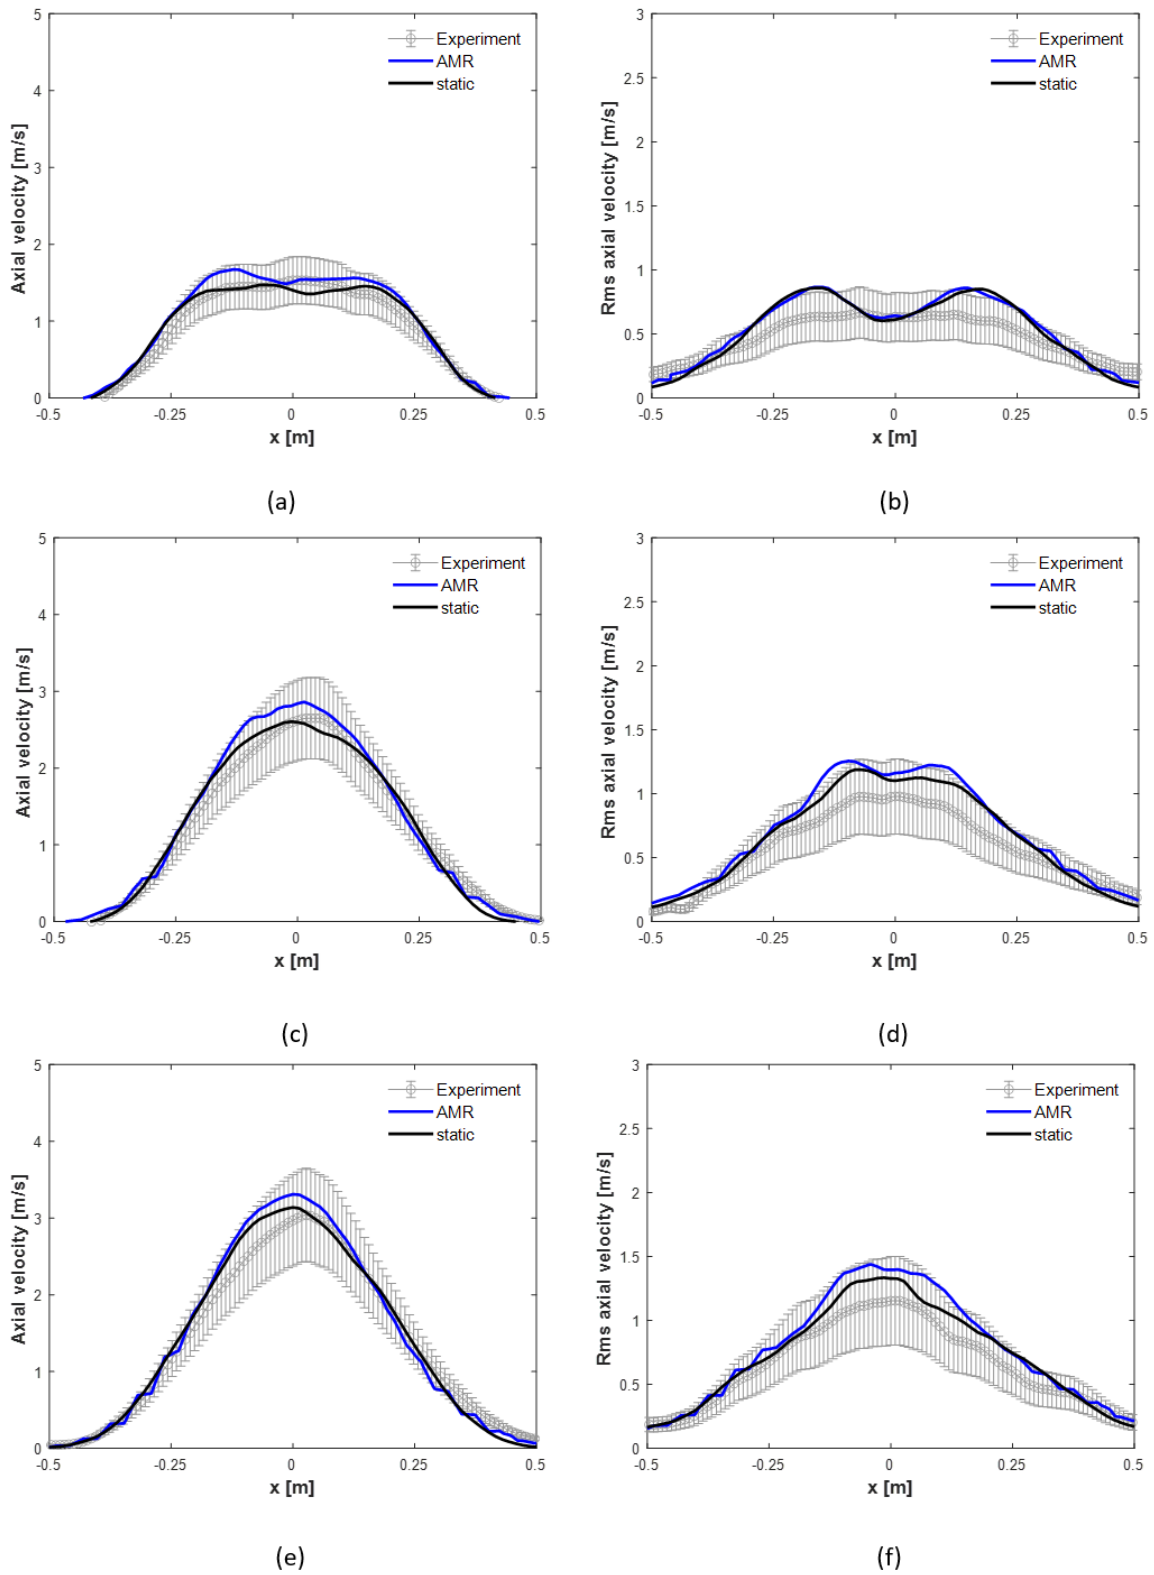 5
4
3
2
1
0
-0.5
-0.25
0
0.25
0.5
Axial velocity [m/s]
x [m]
Experiment
AMR
static
(a)
3
2.5
2
1.5
1
0.5
0
-0.5
-0.25
0
0.25
0.5
Rms axial velocity [m/s]
x [m]
Experiment
AMR
static
(b)
5
4
3
2
1
0
-0.5
-0.25
0
0.25
0.5
Axial velocity [m/s]
x [m]
Experiment
AMR
static
(c)
3
2.5
2
1.5
1
0.5
0
-0.5
-0.25
0
0.25
0.5
Rms axial velocity [m/s]
x [m]
Experiment
AMR
static
(d)
5
4
3
2
1
0
-0.5
-0.25
0
0.25
0.5
Axial velocity [m/s]
x [m]
Experiment
AMR
static
(e)
3
2.5
2
1.5
1
0.5
0
-0.5
-0.25
0
0.25
0.5
Rms axial velocity [m/s]
x [m]
Experiment
AMR
static
(f)